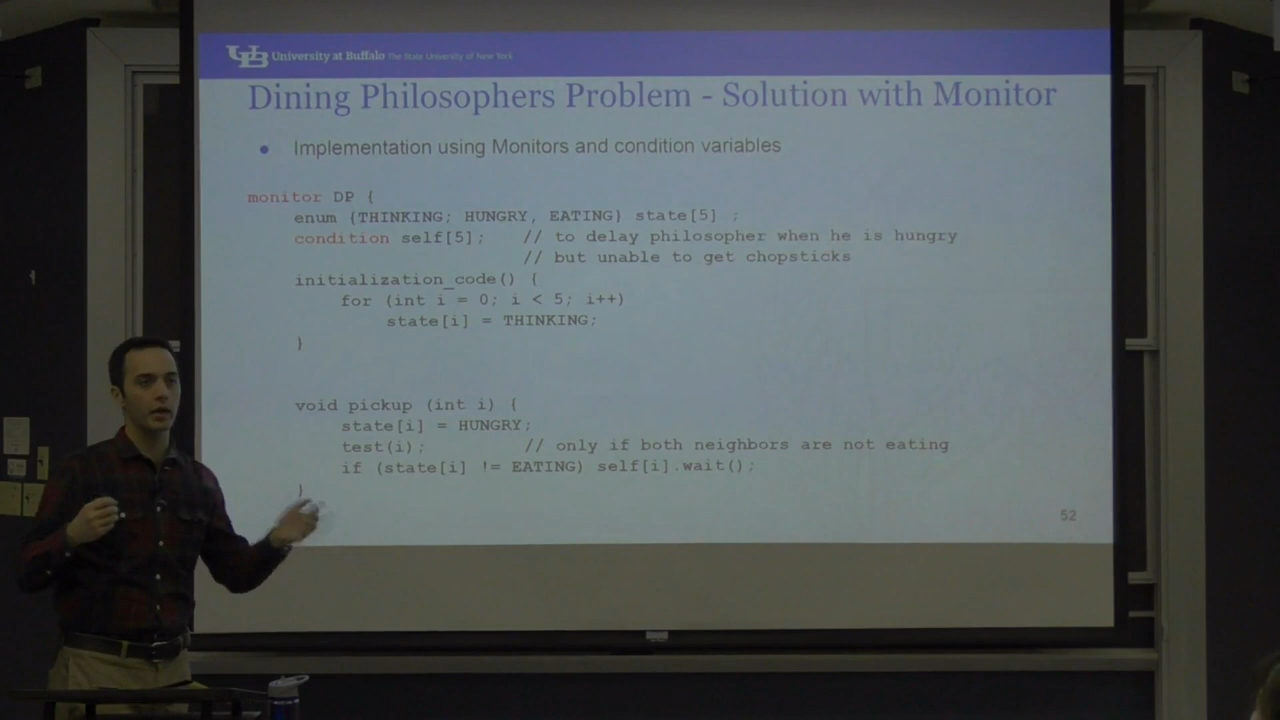 University at Buffalo The State University of New York
Dining Philosophers Problem - Solution with Monitor
● Implementation using Monitors and condition variables
monitor DP {
enum {THINKING; HUNGRY, EATING} state[5] ;
condition self[5]; // to delay philosopher when he is hungry
// but unable to get chopsticks
initialization_code() {
for (int i = 0; i < 5; i++)
state[i] = THINKING;
}
void pickup (int i) {
state[i] = HUNGRY;
test(i); // only if both neighbors are not eating
if (state[i] != EATING) self[i].wait();
}
52